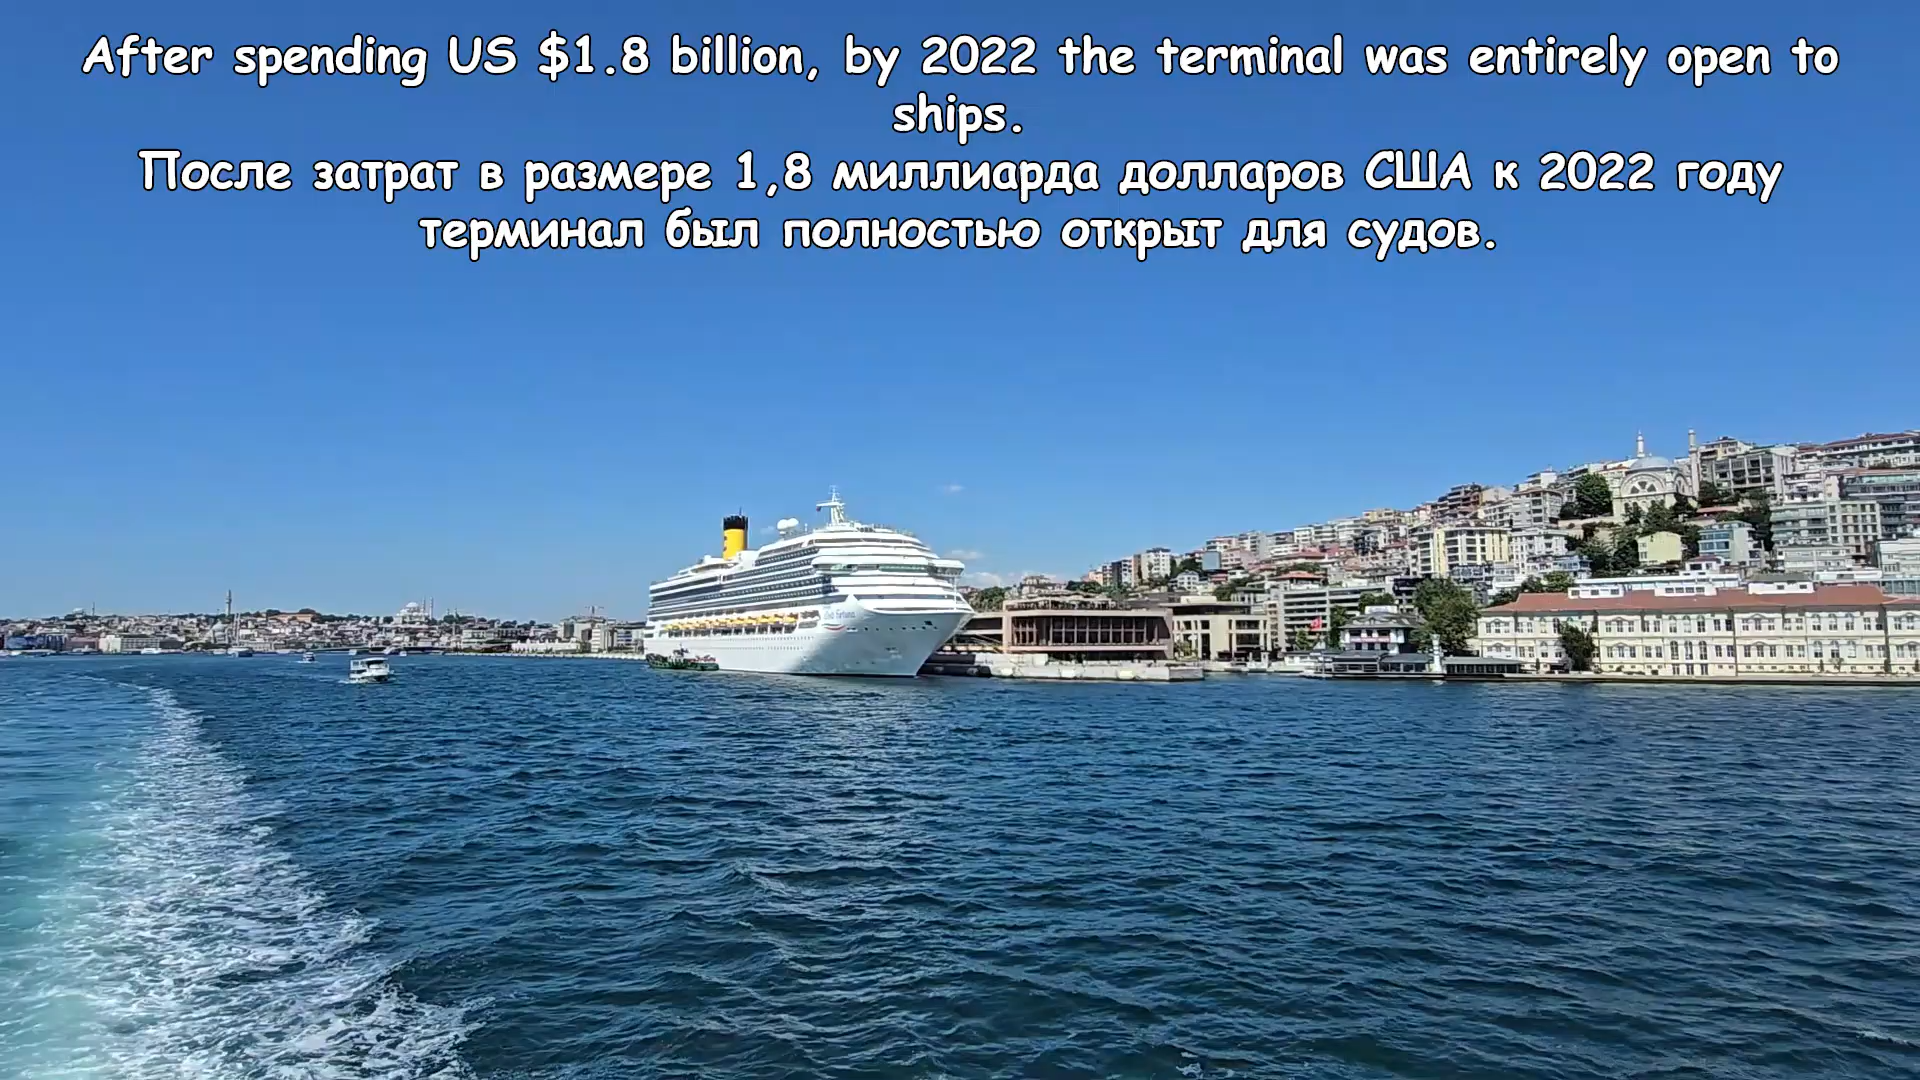 After spending US $1.8 billion, by 2022 the terminal was entirely open to
ships.
После затрат в размере 1,8 миллиарда долларов США к 2022 году
терминал был полностью открыт для судов.